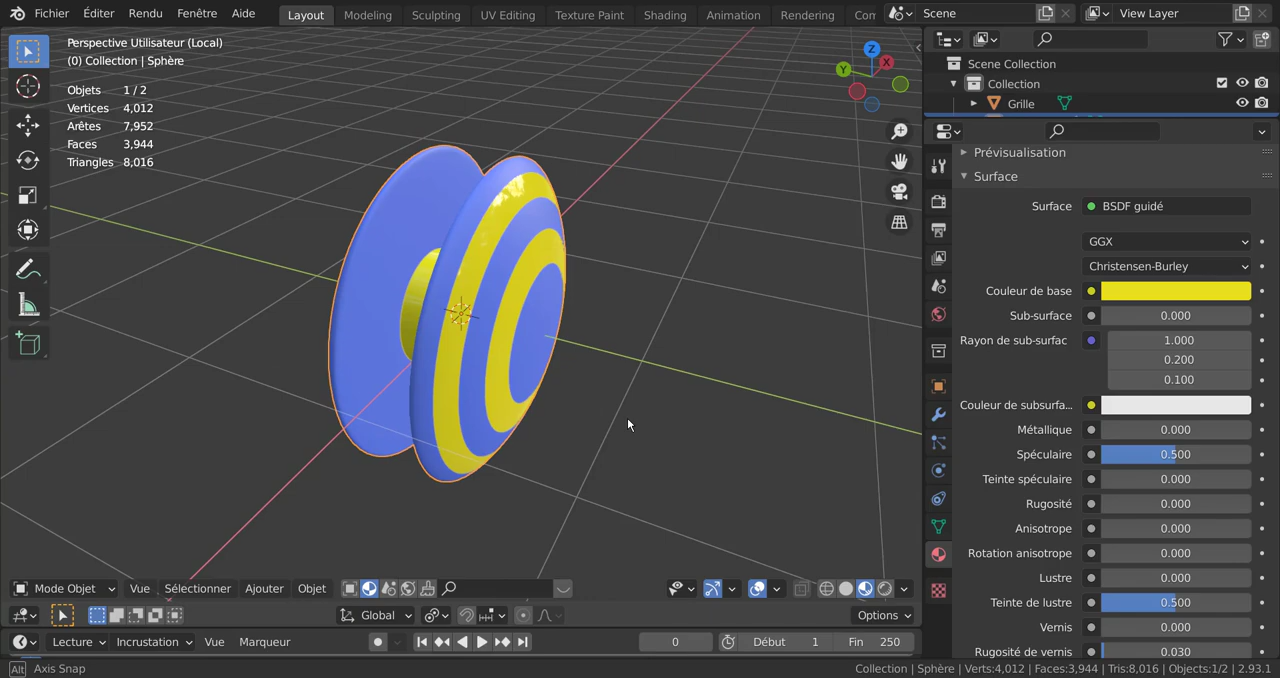 Fichier Éditer Rendu Fenêtre Aide Layout Modeling Sculpting UV Editing Texture Paint Shading Animation Rendering Com Scene View Layer
Perspective Utilisateur (Local)
(0) Collection | Sphère
Objets 1 / 2
Vertices 4,012
Arêtes 7,952
Faces 3,944
Triangles 8,016
Z
X
Y
Scene Collection
Collection
Grille
Prévisualisation
Surface
Surface BSDF guidé
GGX
Christensen-Burley
Couleur de base
Sub-surface 0.000
Rayon de sub-surfac 1.000
0.200
0.100
Couleur de subsurfa...
Métallique 0.000
Spéculaire 0.500
Teinte spéculaire 0.000
Rugosité 0.000
Anisotrope 0.000
Rotation anisotrope 0.000
Lustre 0.000
Teinte de lustre 0.500
Vernis 0.000
Rugosité de vernis 0.030
Mode Objet Vue Sélectionner Ajouter Objet
Global Options
Lecture Incrustation Vue Marqueur 0 Début 1 Fin 250
Alt Axis Snap Collection | Sphère | Verts:4,012 | Faces:3,944 | Tris:8,016 | Objects:1/2 | 2.93.1